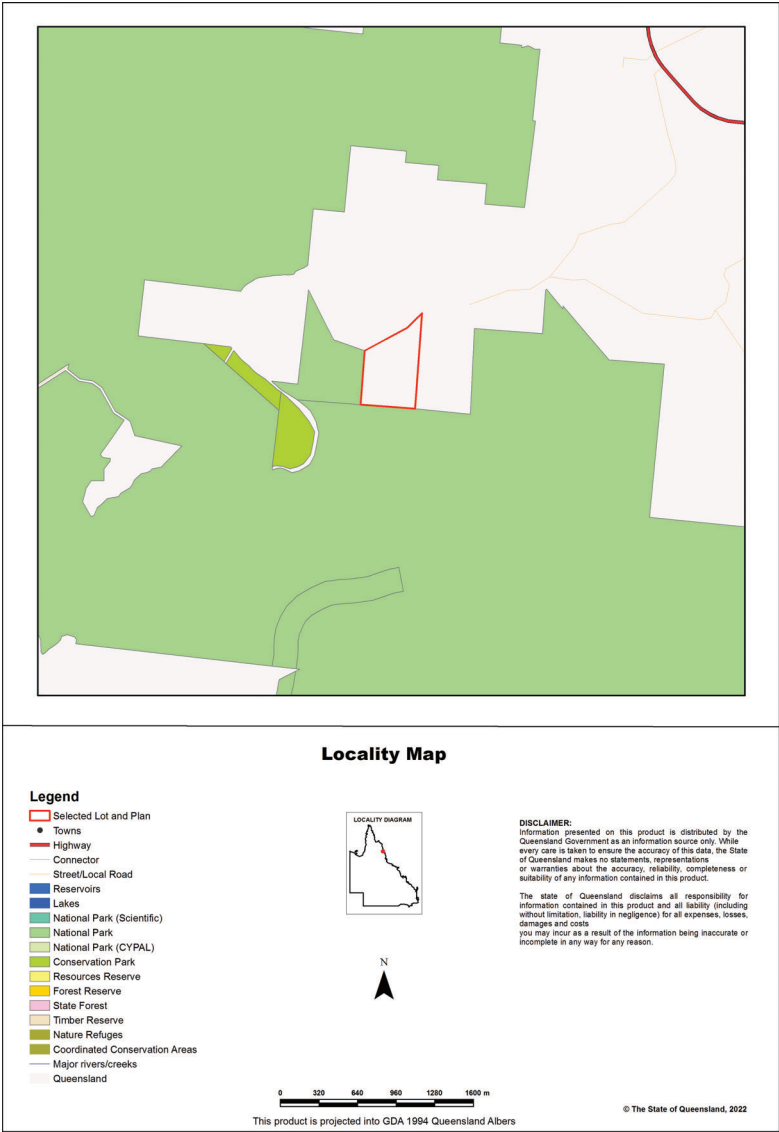 Locality Map
Legend
Selected Lot and Plan
Towns
Highway
Connector
Street/Local Road
Reservoirs
Lakes
National Park (Scientific)
National Park
National Park (CYPAL)
Conservation Park
Resources Reserve
Forest Reserve
State Forest
Timber Reserve
Nature Refuges
Coordinated Conservation Areas
Major rivers/creeks
Queensland
LOCALITY DIAGRAM
N
DISCLAIMER:
Information presented on this product is distributed by the
Queensland Government as an information source only. While
every care is taken to ensure the accuracy of this data, the State
of Queensland makes no statements, representations
or warranties about the accuracy, reliability, completeness or
suitability of any information contained in this product.
The state of Queensland disclaims all responsibility for
information contained in this product and all liability (including
without limitation, liability in negligence) for all expenses, losses,
damages and costs
you may incur as a result of the information being inaccurate or
incomplete in any way for any reason.
0 320 640 960 1280 1600 m
This product is projected into GDA 1994 Queensland Albers
© The State of Queensland, 2022